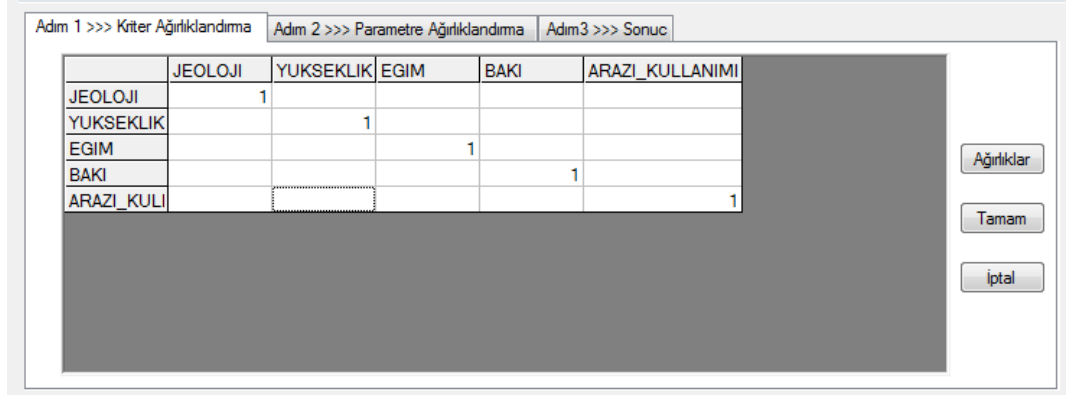 Adım 1 >>> Kriter Ağırlıklandırma Adım 2 >>> Parametre Ağırlıklandırma Adım3 >>> Sonuc
JEOLOJI YUKSEKLIK EGIM BAKI ARAZI_KULLANIMI
JEOLOJI 1
YUKSEKLIK 1
EGIM 1
BAKI 1
ARAZI_KULI 1
Ağırlıklar
Tamam
İptal